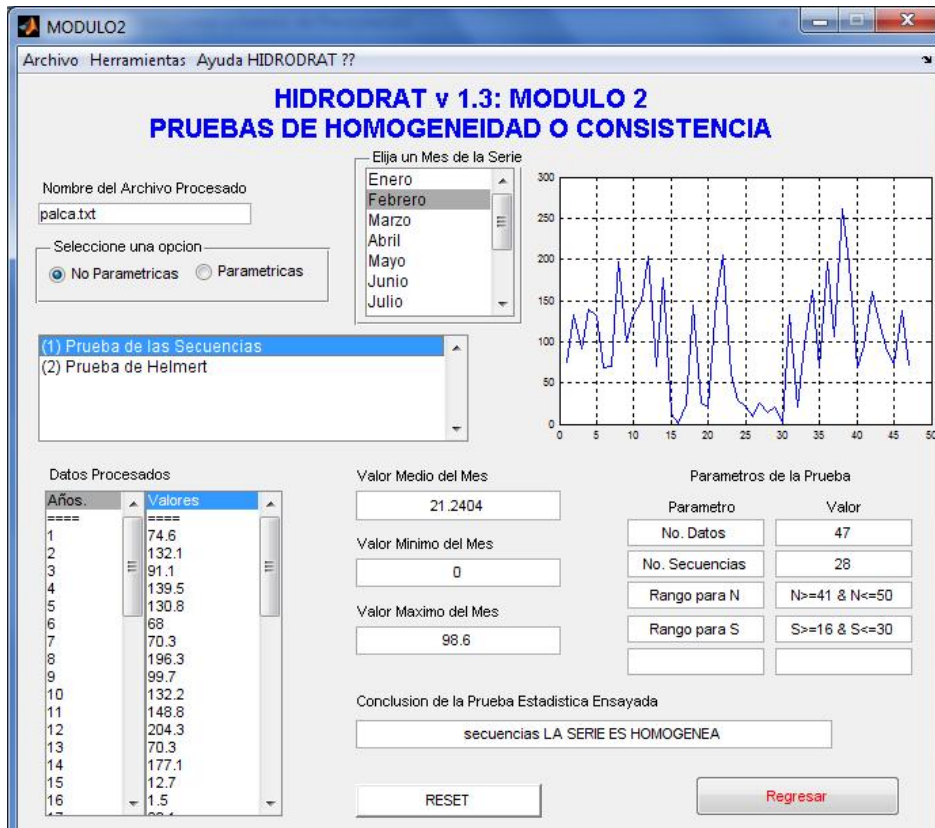 MODULO2
Archivo Herramientas Ayuda HIDRODRAT ??
HIDRODRAT v 1.3: MODULO 2
PRUEBAS DE HOMOGENEIDAD O CONSISTENCIA
Nombre del Archivo Procesado
palca.txt
Seleccione una opcion
No Parametricas Parametricas
Elija un Mes de la Serie
Enero
Febrero
Marzo
Abril
Mayo
Junio
Julio
300
250
200
150
100
50
0
0 5 10 15 20 25 30 35 40 45 50
(1) Prueba de las Secuencias
(2) Prueba de Helmert
Datos Procesados
Años. Valores
==== ====
1 74.6
2 132.1
3 91.1
4 139.5
5 130.8
6 68
7 70.3
8 196.3
9 99.7
10 132.2
11 148.8
12 204.3
13 70.3
14 177.1
15 12.7
16 1.5
Valor Medio del Mes
21.2404
Valor Minimo del Mes
0
Valor Maximo del Mes
98.6
Parametros de la Prueba
Parametro Valor
No. Datos 47
No. Secuencias 28
Rango para N N>=41 & N<=50
Rango para S S>=16 & S<=30
Conclusion de la Prueba Estadistica Ensayada
secuencias LA SERIE ES HOMOGENEA
RESET
Regresar